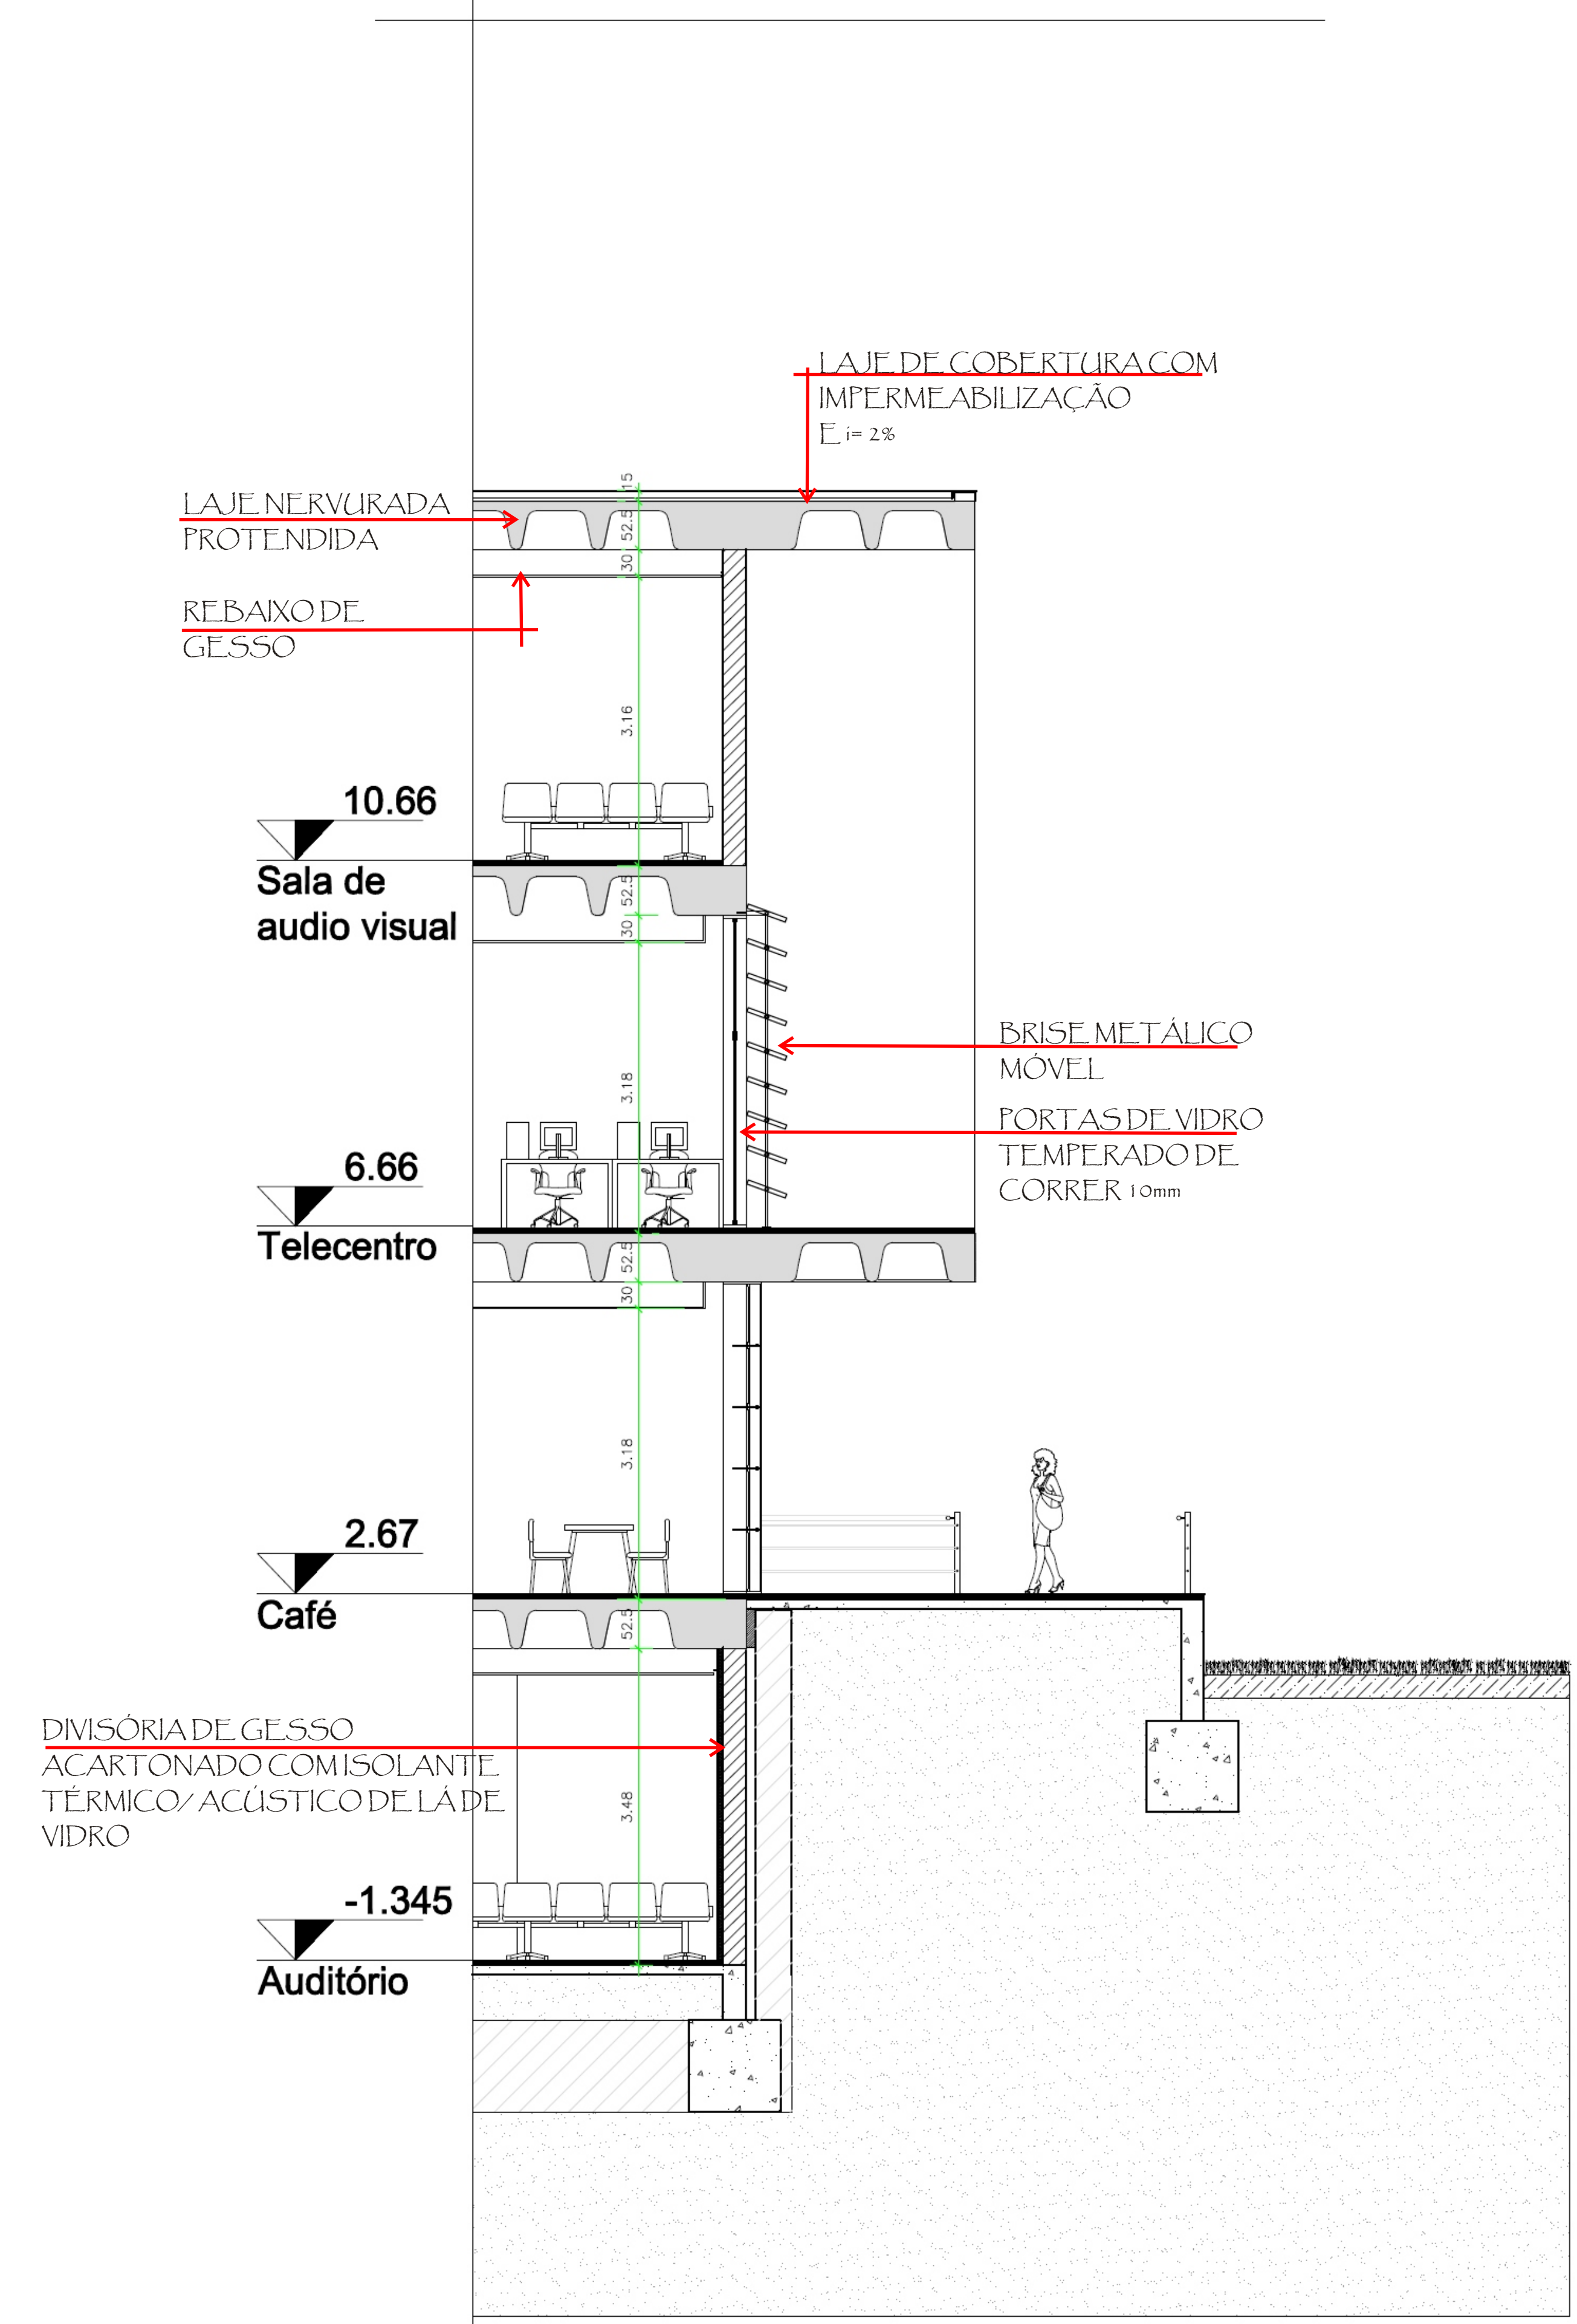 LAJE DE COBERTURA COM
IMPERMEABILIZAÇÃO
E i= 2%
15
LAJE NERVURADA
PROTENDIDA
52.5
30
REBAIXO DE
GESSO
3.16
10.66
Sala de
audio visual
52.5
30
BRISE METÁLICO
MÓVEL
3.18
PORTAS DE VIDRO
TEMPERADO DE
CORRER 10mm
6.66
Telecentro
52.5
30
3.18
2.67
Café
52.5
DIVISÓRIA DE GESSO
ACARTONADO COM ISOLANTE
TÉRMICO/ ACÚSTICO DE LÁ DE
VIDRO
3.48
-1.345
Auditório